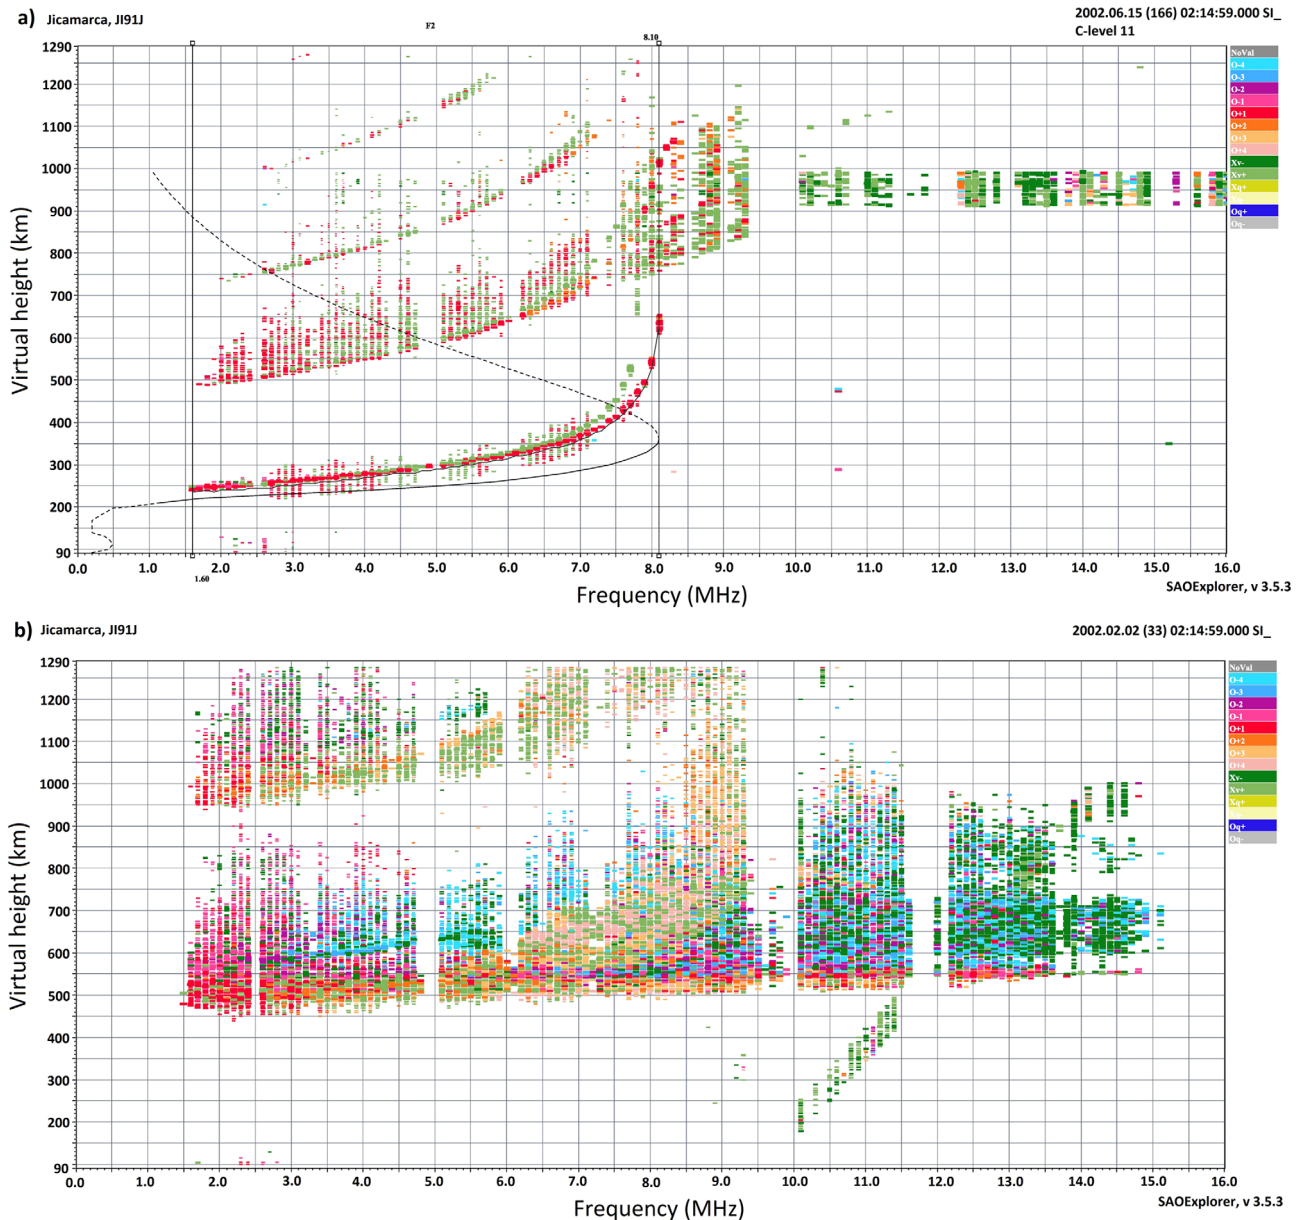 a) Jicamarca, JI91J
F2
2002.06.15 (166) 02:14:59.000 SI_
C-level 11
8.10
1290
1200
1100
1000
900
800
700
600
500
400
300
200
90
Virtual height (km)
NoVal
O-4
O-3
O-2
O-1
O+1
O+2
O+3
O+4
Xv-
Xv+
Xq+
Oq+
Oq-
0.0 1.0 2.0 3.0 4.0 5.0 6.0 7.0 8.0 9.0 10.0 11.0 12.0 13.0 14.0 15.0 16.0
1.60
Frequency (MHz)
SAOExplorer, v 3.5.3
b) Jicamarca, JI91J
2002.02.02 (33) 02:14:59.000 SI_
1290
1200
1100
1000
900
800
700
600
500
400
300
200
90
Virtual height (km)
NoVal
O-4
O-3
O-2
O-1
O+1
O+2
O+3
O+4
Xv-
Xv+
Xq+
Oq+
Oq-
0.0 1.0 2.0 3.0 4.0 5.0 6.0 7.0 8.0 9.0 10.0 11.0 12.0 13.0 14.0 15.0 16.0
Frequency (MHz)
SAOExplorer, v 3.5.3